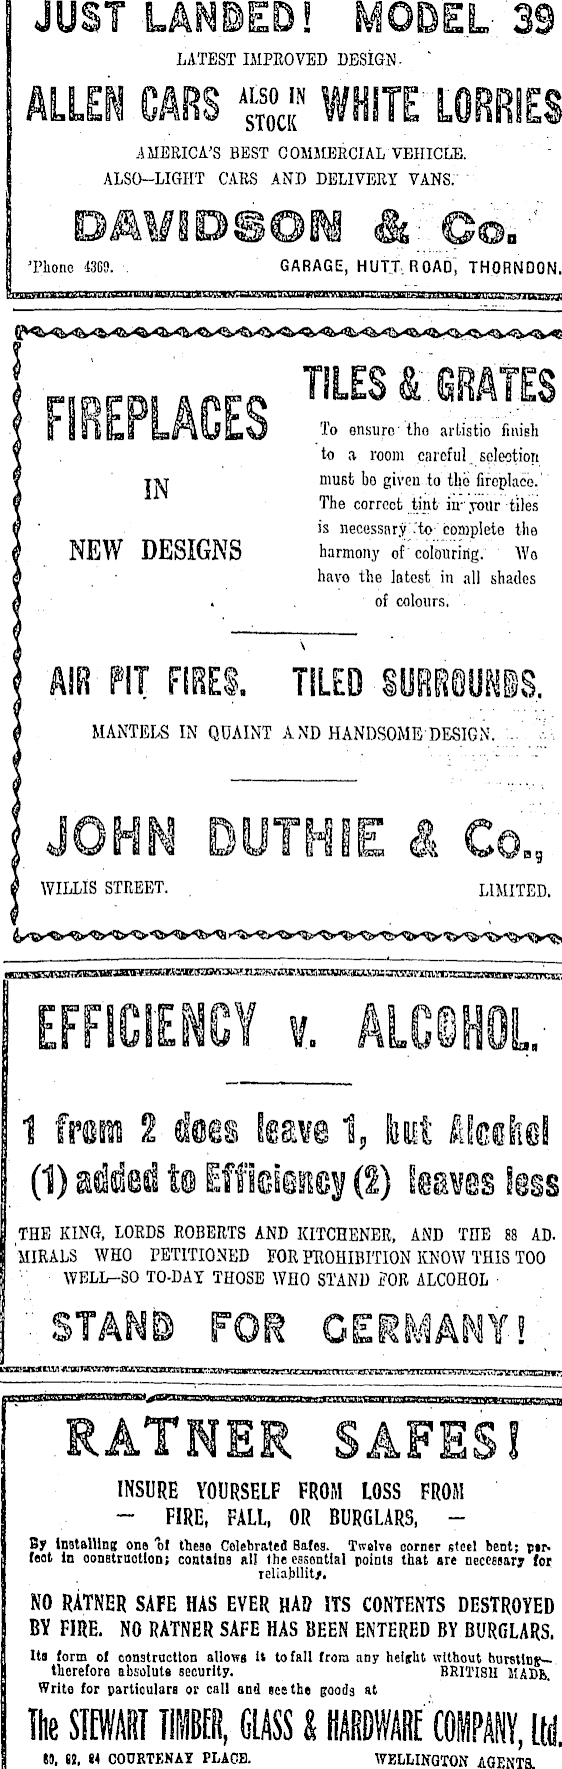 JUST LANDED! MODEL 39
LATEST IMPROVED DESIGN.
ALLEN CARS ALSO IN STOCK WHITE LORRIES
AMERICA'S BEST COMMERCIAL VEHICLE.
ALSO—LIGHT CARS AND DELIVERY VANS.
DAVIDSON & Co.
'Phone 4369. GARAGE, HUTT ROAD, THORNDON.
FIREPLACES
IN
NEW DESIGNS
TILES & GRATES
To ensure the artistic finish
to a room careful selection
must be given to the fireplace.
The correct tint in your tiles
is necessary to complete the
harmony of colouring. We
have the latest in all shades
of colours.
AIR PIT FIRES. TILED SURROUNDS.
MANTELS IN QUAINT AND HANDSOME DESIGN.
JOHN DUTHIE & Co.,
WILLIS STREET. LIMITED.
EFFICIENCY v. ALCOHOL.
1 from 2 does leave 1, but Alcohol
(1) added to Efficiency (2) leaves less
THE KING, LORDS ROBERTS AND KITCHENER, AND THE 88 AD-
MIRALS WHO PETITIONED FOR PROHIBITION KNOW THIS TOO
WELL—SO TO-DAY THOSE WHO STAND FOR ALCOHOL
STAND FOR GERMANY!
RATNER SAFES!
INSURE YOURSELF FROM LOSS FROM
— FIRE, FALL, OR BURGLARS, —
By installing one of these Celebrated Safes. Twelve corner steel bent; per-
fect in construction; contains all the essential points that are necessary for
reliability.
NO RATNER SAFE HAS EVER HAD ITS CONTENTS DESTROYED
BY FIRE. NO RATNER SAFE HAS BEEN ENTERED BY BURGLARS.
Its form of construction allows it to fall from any height without bursting—
therefore absolute security. BRITISH MADE.
Write for particulars or call and see the goods at
The STEWART TIMBER, GLASS & HARDWARE COMPANY, Ltd.
80, 82, 84 COURTENAY PLACE. WELLINGTON AGENTS.